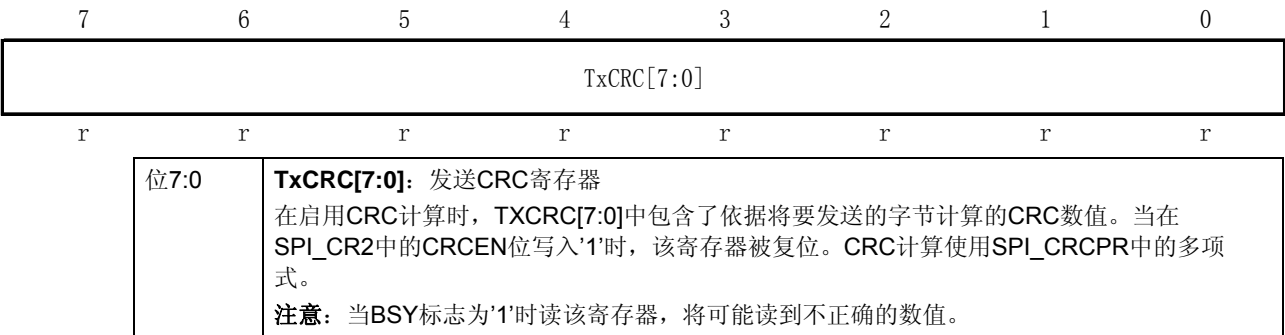 7 6 5 4 3 2 1 0
TxCRC[7:0]
r r r r r r r r
位7:0 TxCRC[7:0]：发送CRC寄存器
在启用CRC计算时，TXCRC[7:0]中包含了依据将要发送的字节计算的CRC数值。当在
SPI_CR2中的CRCEN位写入'1'时，该寄存器被复位。CRC计算使用SPI_CRCPR中的多项
式。
注意：当BSY标志为'1'时读该寄存器，将可能读到不正确的数值。